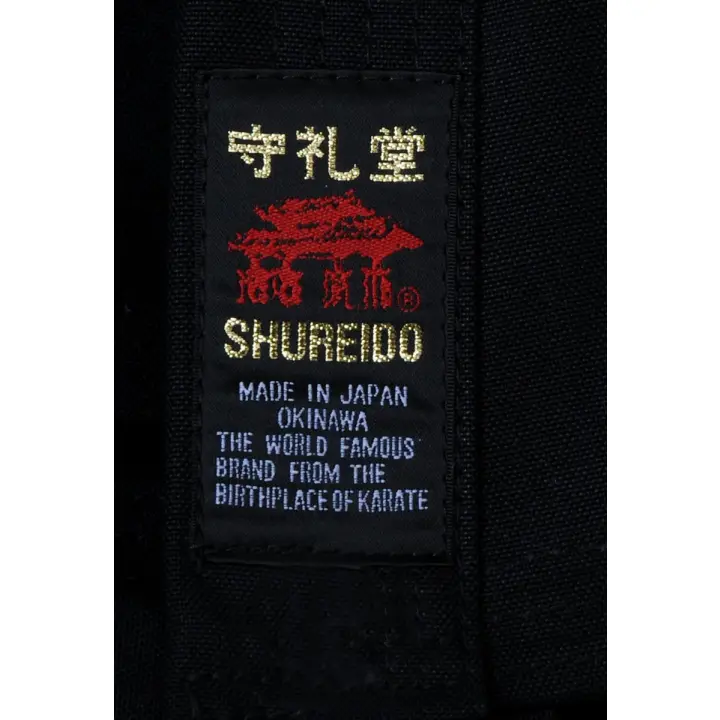 守礼堂
®
SHUREIDO
MADE IN JAPAN
OKINAWA
THE WORLD FAMOUS
BRAND FROM THE
BIRTHPLACE OF KARATE